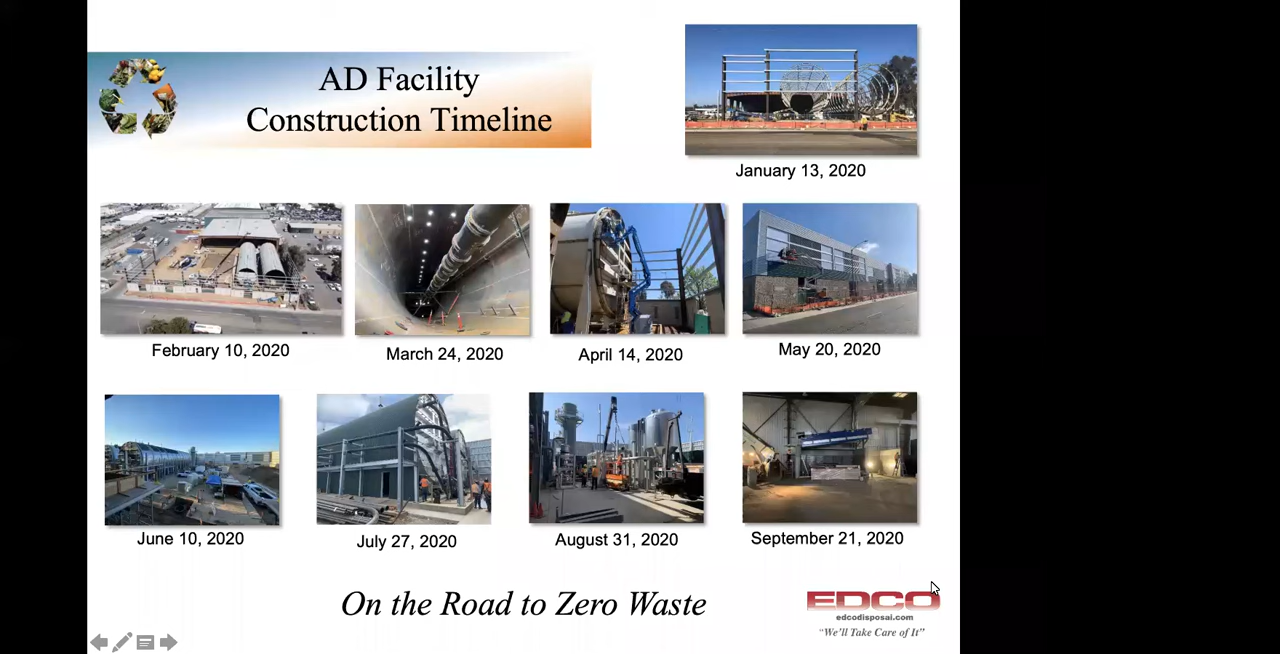 AD Facility
Construction Timeline
January 13, 2020
February 10, 2020
March 24, 2020
April 14, 2020
May 20, 2020
June 10, 2020
July 27, 2020
August 31, 2020
September 21, 2020
On the Road to Zero Waste
EDCO
edcodisposal.com
“We’ll Take Care of It”